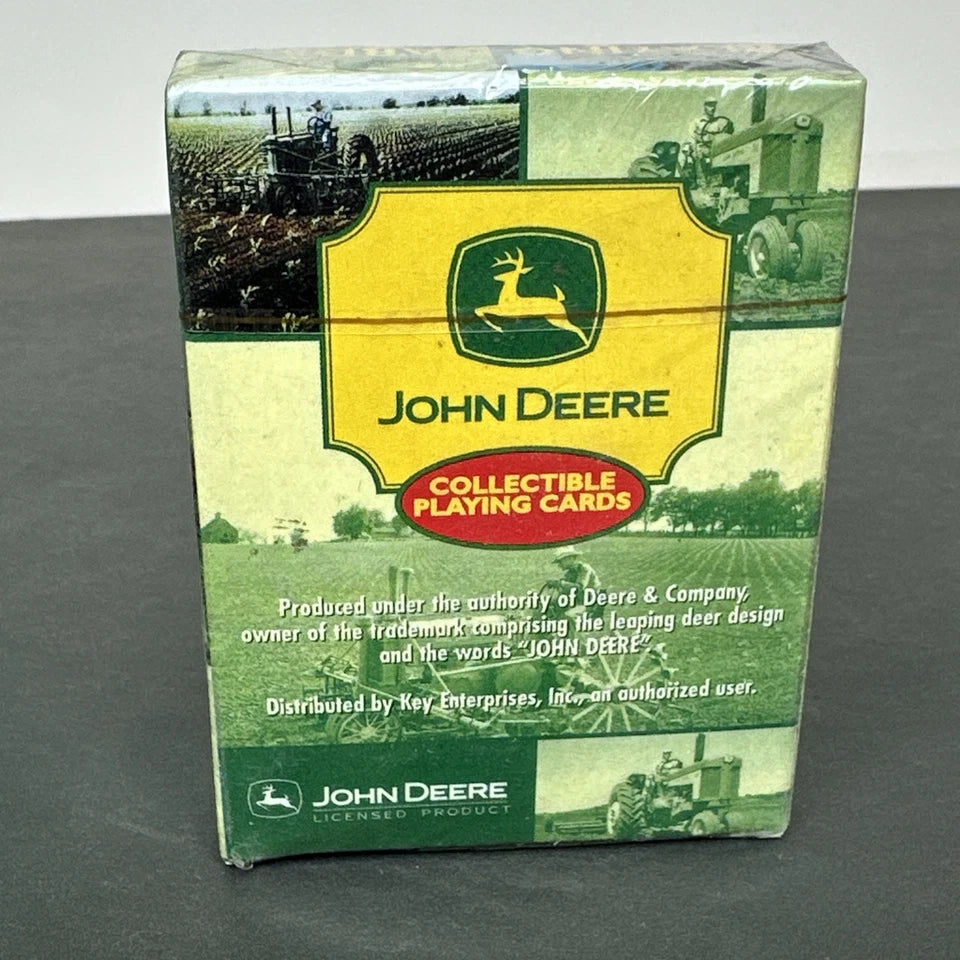 JOHN DEERE
COLLECTIBLE
PLAYING CARDS
Produced under the authority of Deere & Company,
owner of the trademark comprising the leaping deer design
and the words "JOHN DEERE".
Distributed by Key Enterprises, Inc., an authorized user.
JOHN DEERE
LICENSED PRODUCT